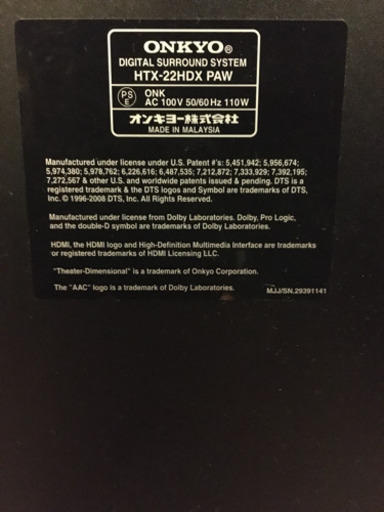 ONKYO®
DIGITAL SURROUND SYSTEM
HTX-22HDX PAW
PS
E
ONK
AC 100V 50/60Hz 110W
オンキヨー株式会社
MADE IN MALAYSIA
Manufactured under license under U.S. Patent #'s: 5,451,942; 5,956,674;
5,974,380; 5,978,762; 6,226,616; 6,487,535; 7,212,872; 7,333,929; 7,392,195;
7,272,567 & other U.S. and worldwide patents issued & pending. DTS is a
registered trademark & the DTS logos and Symbol are trademarks of DTS,
Inc. © 1996-2008 DTS, Inc. All Rights Reserved.
Manufactured under license from Dolby Laboratories. Dolby, Pro Logic,
and the double-D symbol are trademarks of Dolby Laboratories.
HDMI, the HDMI logo and High-Definition Multimedia Interface are trademarks
or registered trademarks of HDMI Licensing LLC.
"Theater-Dimensional" is a trademark of Onkyo Corporation.
The "AAC" logo is a trademark of Dolby Laboratories.
MJJ/SN.29391141